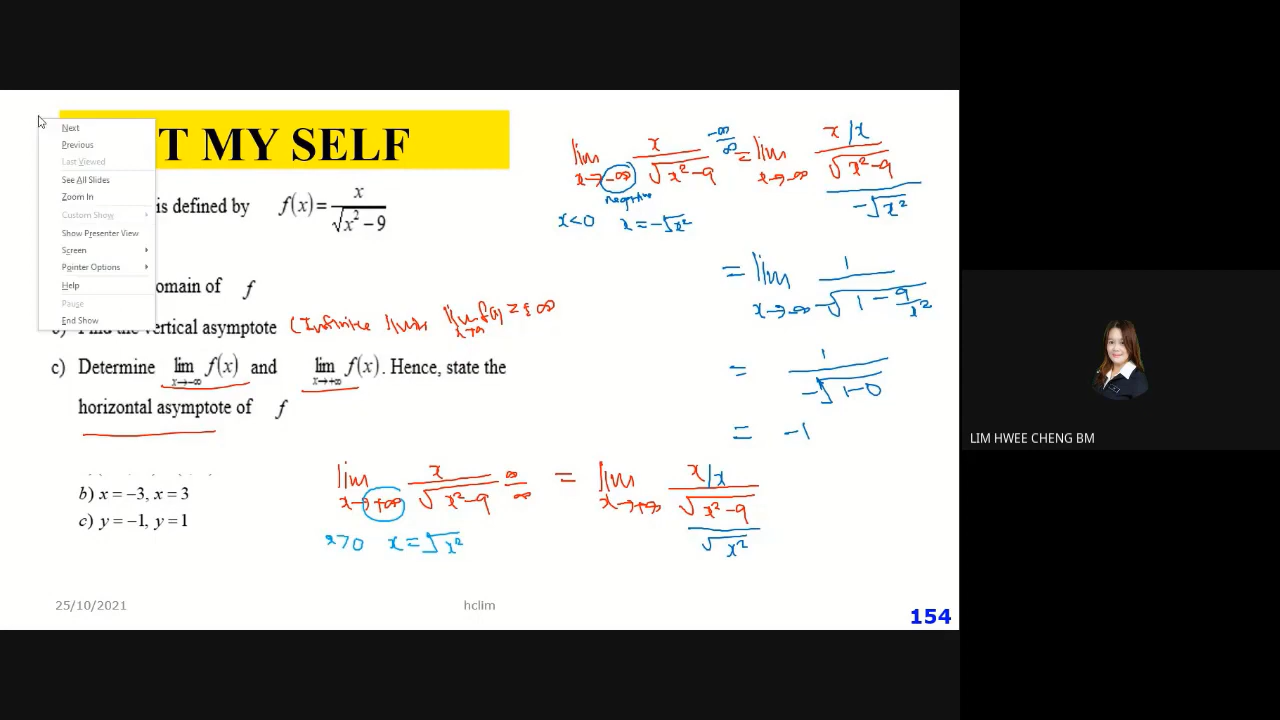 T MY SELF
Next
Previous
Last Viewed
See All Slides
Zoom In
Custom Show
Show Presenter View
Screen
Pointer Options
Help
Pause
End Show
is defined by f(x) = x / √(x² − 9)
omain of f
Find the vertical asymptote (Infinite limits lim f(x) = ± ∞
x→a
c) Determine lim f(x) and lim f(x). Hence, state the
x→−∞ x→+∞
horizontal asymptote of f
b) x = −3, x = 3
c) y = −1, y = 1
lim x→−∞ x / √(x²−9) −∞/∞ = lim x→−∞ (x/x) / (√(x²−9) / −√x²)
negative
x<0 x = −√x²
= lim x→−∞ 1 / −√(1 − 9/x²)
= 1 / −√(1−0)
= −1
lim x→+∞ x / √(x²−9) ∞/∞ = lim x→+∞ (x/x) / (√(x²−9) / √x²)
x>0 x = √x²
25/10/2021
hclim
154
LIM HWEE CHENG BM